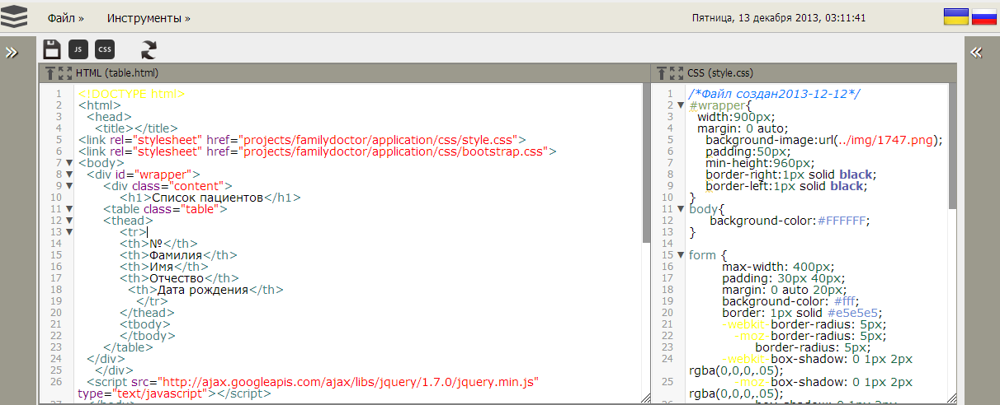 Файл » Инструменты » Пятница, 13 декабря 2013, 03:11:41
JS CSS
HTML (table.html)
1 <!DOCTYPE html>
2 <html>
3 <head>
4 <title></title>
5 <link rel="stylesheet" href="projects/familydoctor/application/css/style.css">
6 <link rel="stylesheet" href="projects/familydoctor/application/css/bootstrap.css">
7 <body>
8 <div id="wrapper">
9 <div class="content">
10 <h1>Список пациентов</h1>
11 <table class="table">
12 <thead>
13 <tr>
14 <th>№</th>
15 <th>Фамилия</th>
16 <th>Имя</th>
17 <th>Отчество</th>
18 <th>Дата рождения</th>
19 </tr>
20 </thead>
21 <tbody>
22 </tbody>
23 </table>
24 </div>
25 </div>
26 <script src="http://ajax.googleapis.com/ajax/libs/jquery/1.7.0/jquery.min.js"
type="text/javascript"></script>
CSS (style.css)
1 /*Файл создан2013-12-12*/
2 #wrapper{
3 width:900px;
4 margin: 0 auto;
5 background-image:url(../img/1747.png);
6 padding:50px;
7 min-height:960px;
8 border-right:1px solid black;
9 border-left:1px solid black;
10 }
11 body{
12 background-color:#FFFFFF;
13 }
14
15 form {
16 max-width: 400px;
17 padding: 30px 40px;
18 margin: 0 auto 20px;
19 background-color: #fff;
20 border: 1px solid #e5e5e5;
21 -webkit-border-radius: 5px;
22 -moz-border-radius: 5px;
23 border-radius: 5px;
24 -webkit-box-shadow: 0 1px 2px
rgba(0,0,0,.05);
25 -moz-box-shadow: 0 1px 2px
rgba(0,0,0,.05);